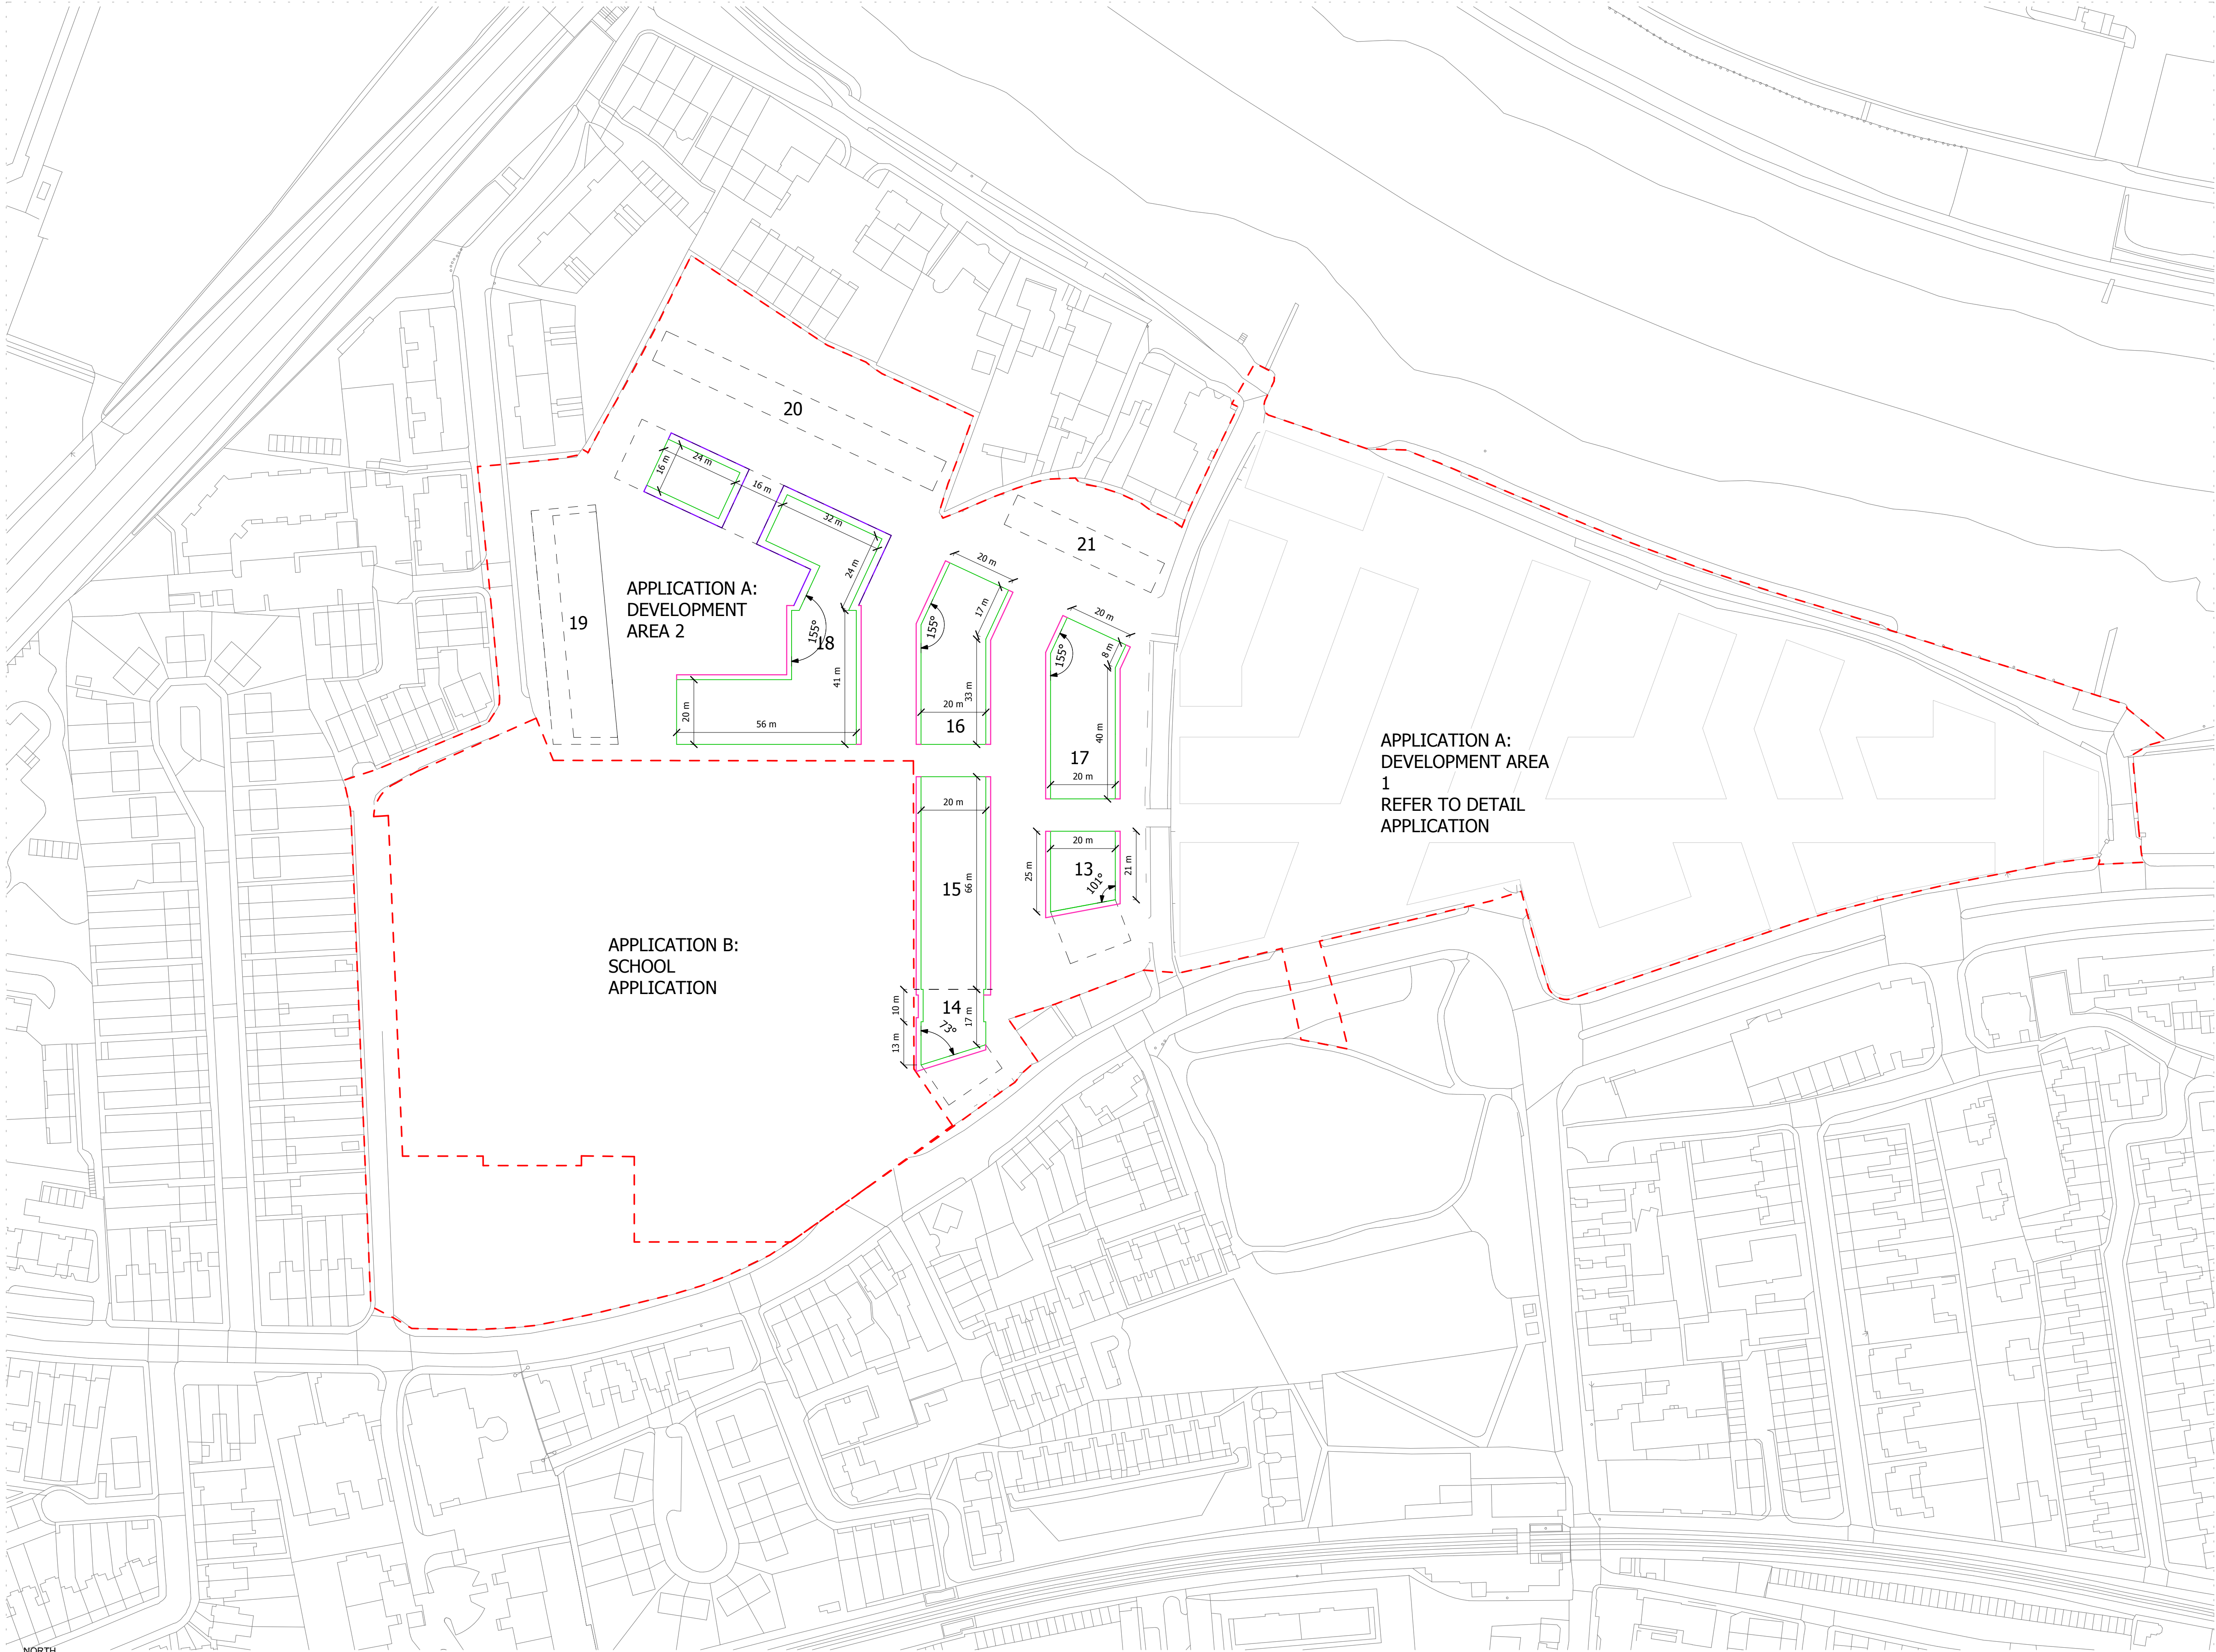 20
16 m
24 m
16 m
32 m
24 m
21
20 m
APPLICATION A:
DEVELOPMENT
AREA 2
17 m
20 m
19
155°
18
155°
155°
8 m
41 m
20 m
56 m
20 m
33 m
16
40 m
17
20 m
APPLICATION A:
DEVELOPMENT AREA
1
REFER TO DETAIL
APPLICATION
20 m
20 m
25 m
13
21 m
101°
15
66 m
APPLICATION B:
SCHOOL
APPLICATION
10 m
14
17 m
73°
13 m
NORTH